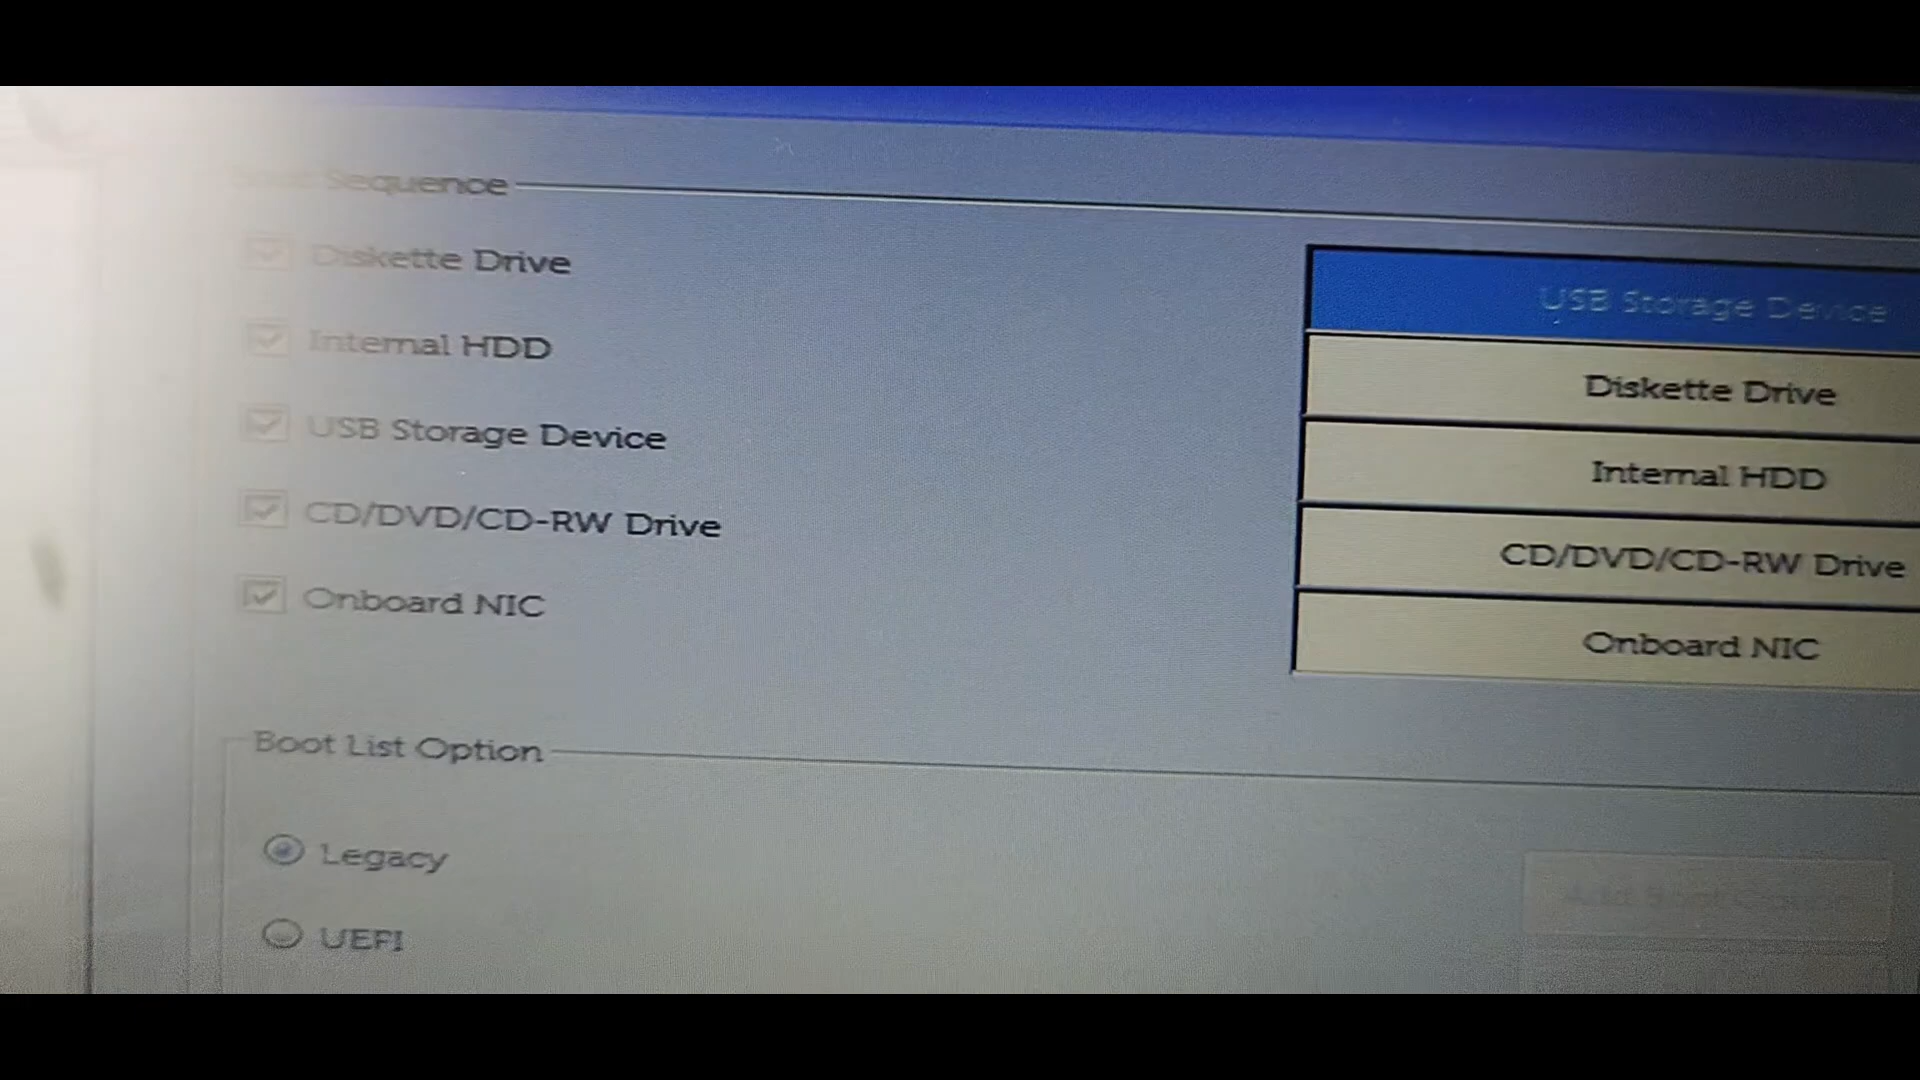 Sequence
Diskette Drive
Internal HDD
USB Storage Device
CD/DVD/CD-RW Drive
Onboard NIC
USB Storage Device
Diskette Drive
Internal HDD
CD/DVD/CD-RW Drive
Onboard NIC
Boot List Option
Legacy
UEFI